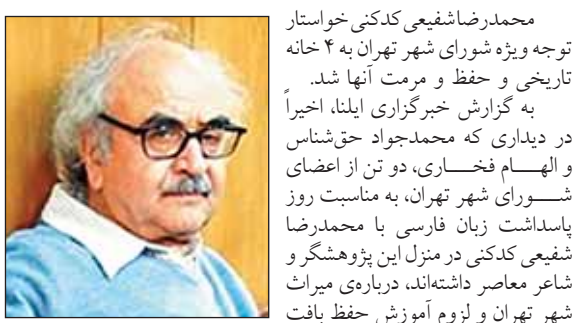 محمدرضا شفیعی کدکنی خواستار
توجه ویژه شورای شهر تهران به ۴ خانه
تاریخی و حفظ و مرمت آنها شد.
به گزارش خبرگزاری ایلنا، اخیراً
در دیداری که محمدجواد حق‌شناس
و الهـــام فخـــاری، دو تن از اعضای
شـــورای شهر تهران، به مناسبت روز
پاسداشت زبان فارسی با محمدرضا
شفیعی کدکنی در منزل این پژوهشگر و
شاعر معاصر داشته‌اند، درباره‌ی میراث
شهر تهران و لزوم آموزش حفظ بافت